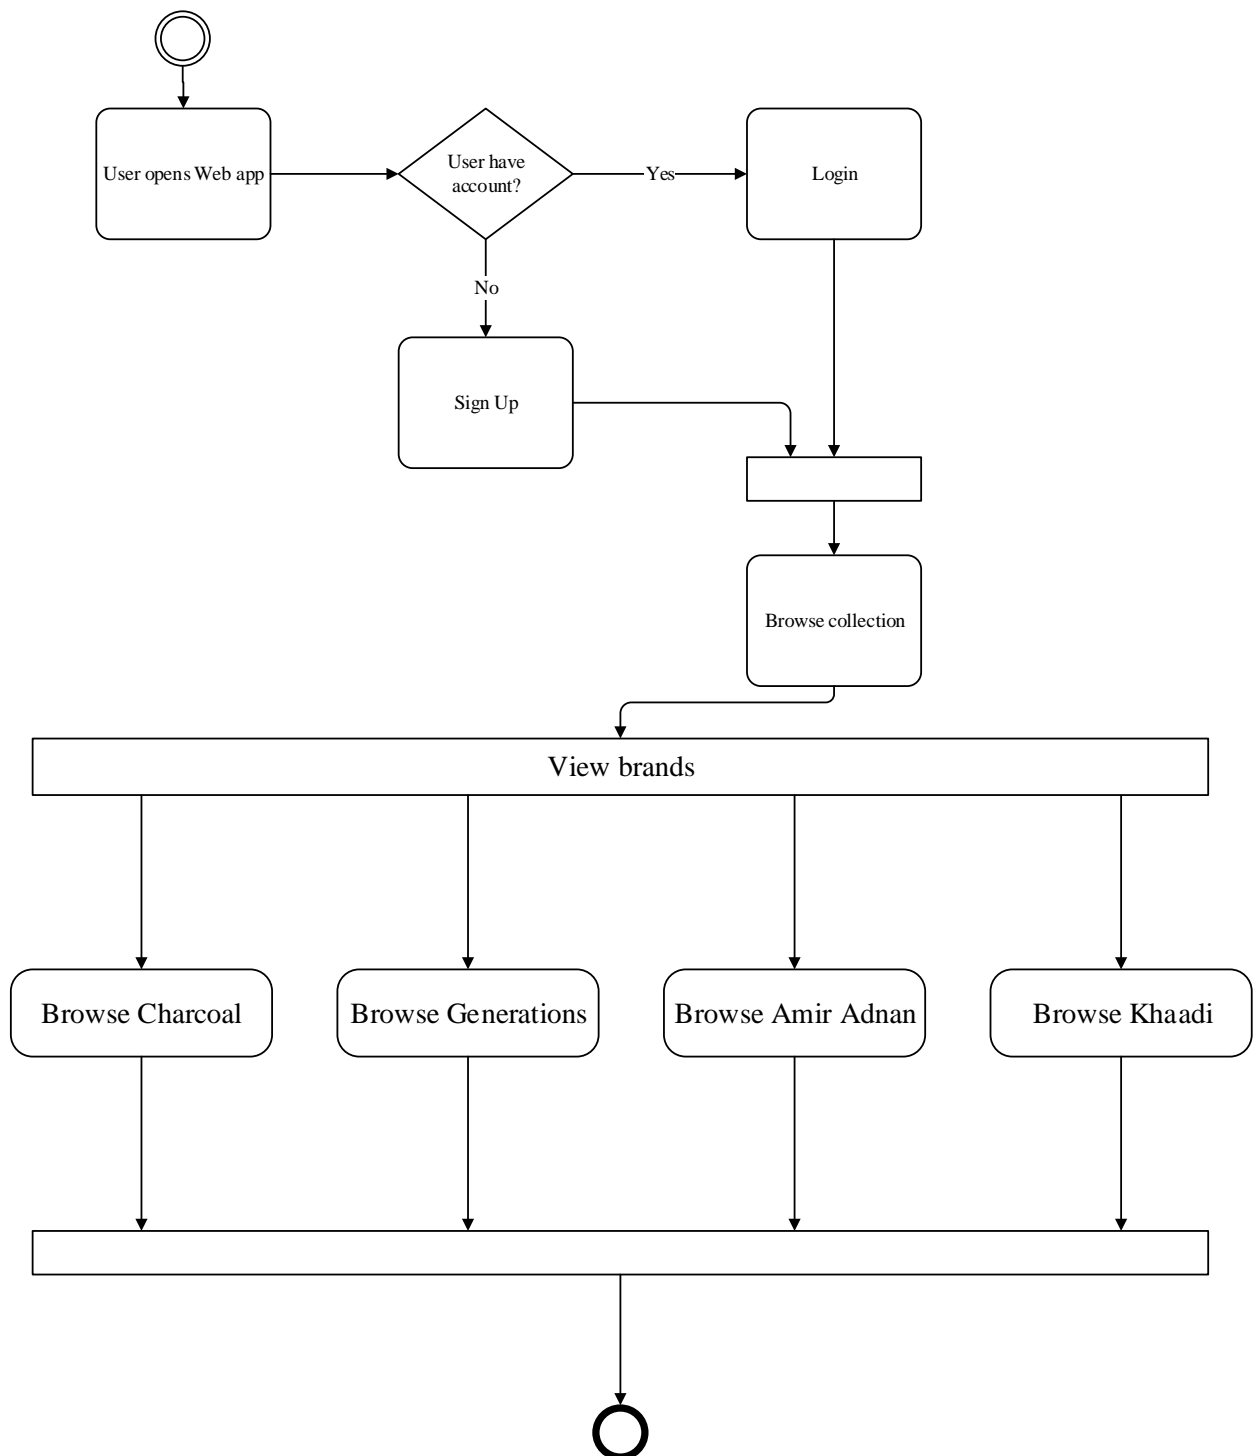 User opens Web app
User have
account?
Yes
Login
No
Sign Up
Browse collection
View brands
Browse Charcoal
Browse Generations
Browse Amir Adnan
Browse Khaadi